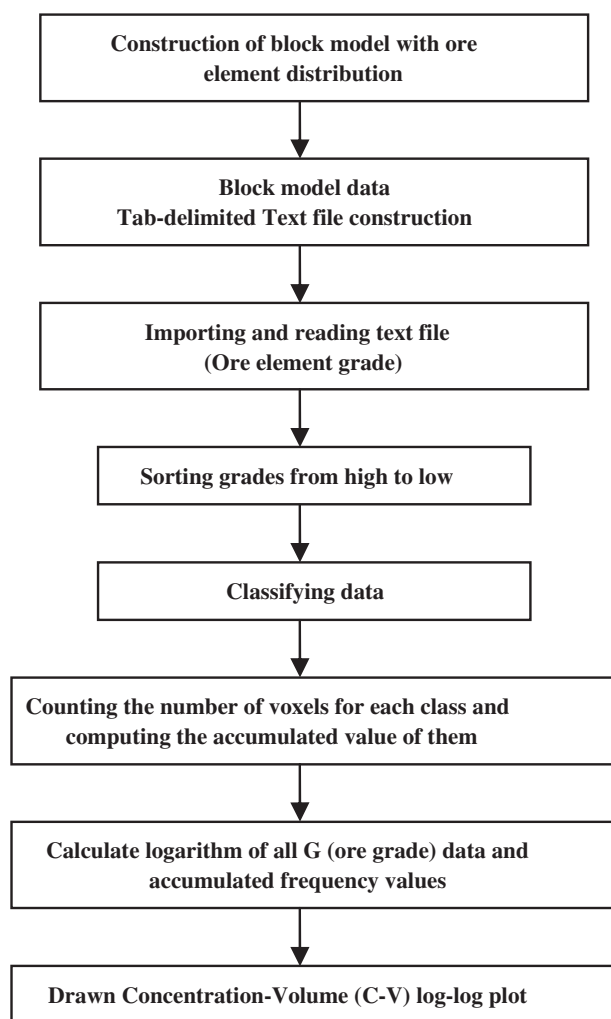 Construction of block model with ore
element distribution
Block model data
Tab-delimited Text file construction
Importing and reading text file
(Ore element grade)
Sorting grades from high to low
Classifying data
Counting the number of voxels for each class and
computing the accumulated value of them
Calculate logarithm of all G (ore grade) data and
accumulated frequency values
Drawn Concentration-Volume (C-V) log-log plot